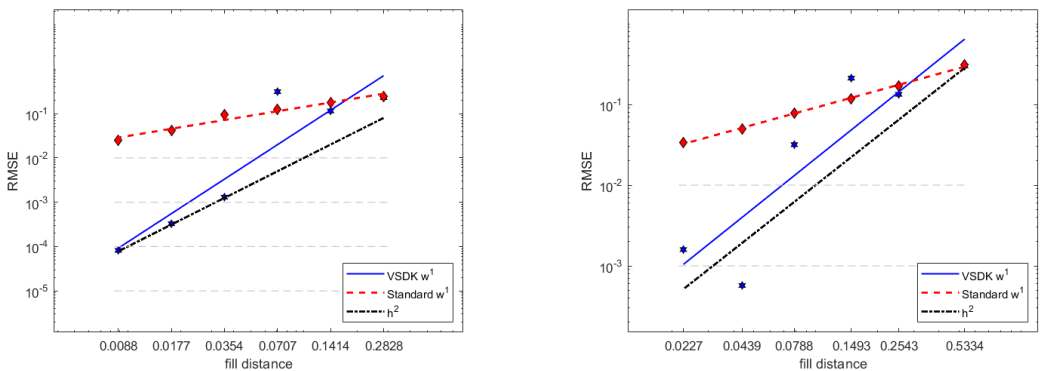 RMSE
10^-1
10^-2
10^-3
10^-4
10^-5
VSDK w^1
Standard w^1
h^2
0.0088 0.0177 0.0354 0.0707 0.1414 0.2828
fill distance
RMSE
10^-1
10^-2
10^-3
VSDK w^1
Standard w^1
h^2
0.0227 0.0439 0.0788 0.1493 0.2543 0.5334
fill distance